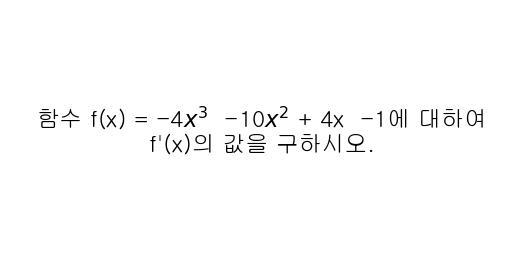 함수 f(x) = −4x³ −10x² + 4x −1에 대하여
f'(x)의 값을 구하시오.